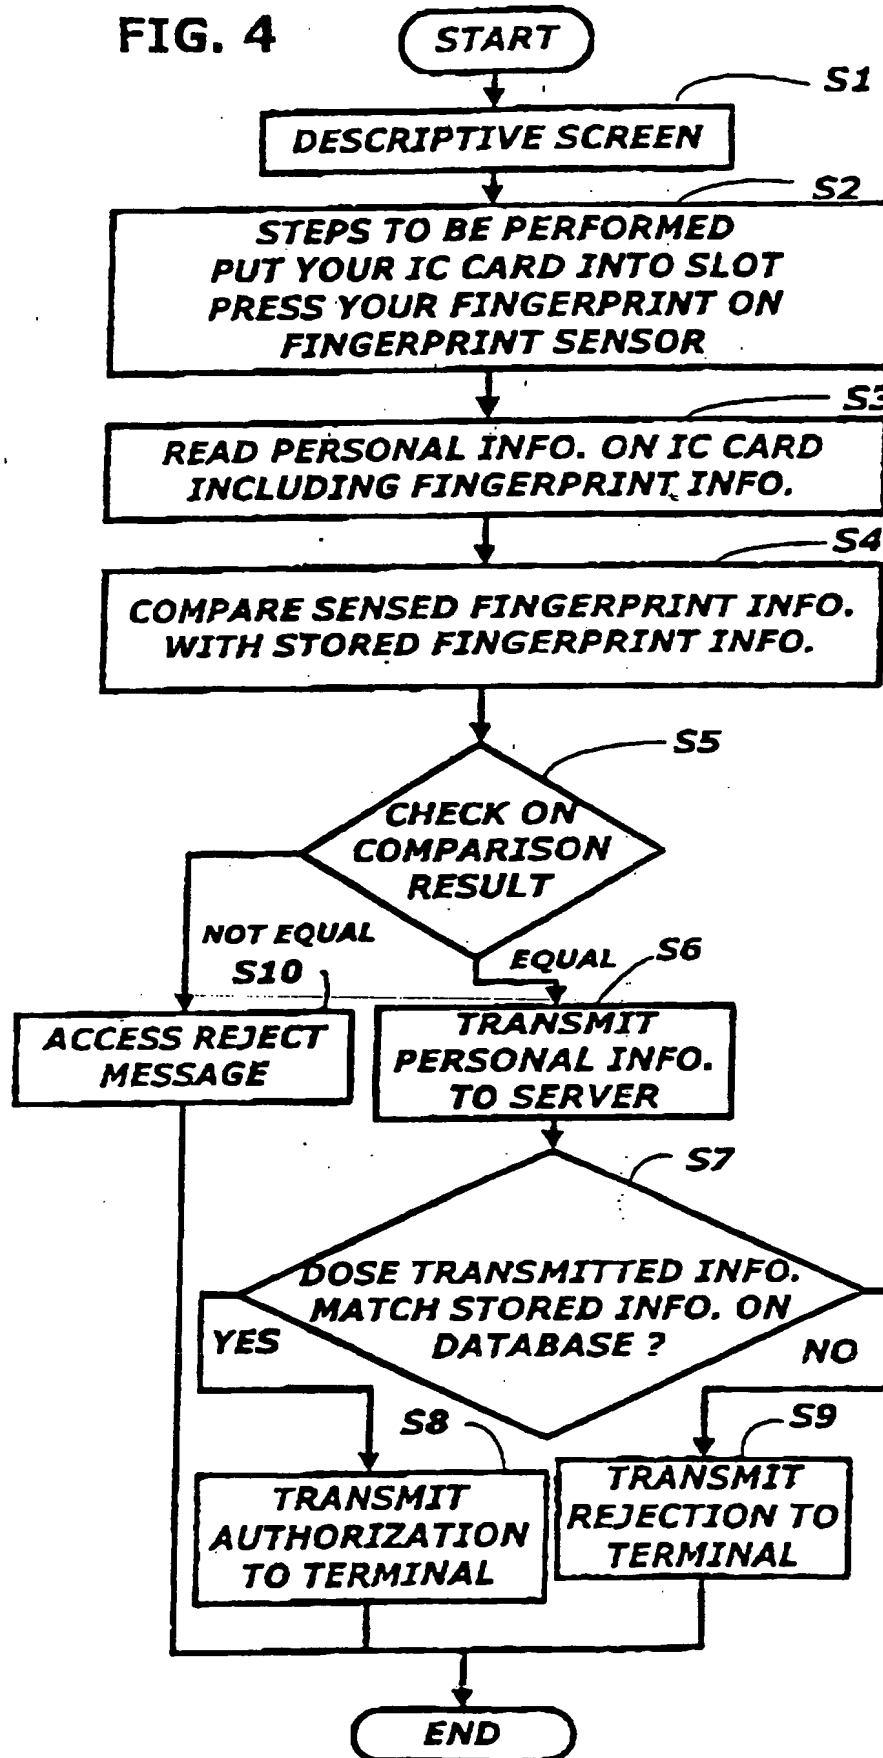 FIG. 4
START
S1
DESCRIPTIVE SCREEN
S2
STEPS TO BE PERFORMED
PUT YOUR IC CARD INTO SLOT
PRESS YOUR FINGERPRINT ON
FINGERPRINT SENSOR
S3
READ PERSONAL INFO. ON IC CARD
INCLUDING FINGERPRINT INFO.
S4
COMPARE SENSED FINGERPRINT INFO.
WITH STORED FINGERPRINT INFO.
S5
CHECK ON
COMPARISON
RESULT
NOT EQUAL
EQUAL
S6
S10
ACCESS REJECT
MESSAGE
TRANSMIT
PERSONAL INFO.
TO SERVER
S7
DOSE TRANSMITTED INFO.
MATCH STORED INFO. ON
DATABASE ?
YES
NO
S8
S9
TRANSMIT
AUTHORIZATION
TO TERMINAL
TRANSMIT
REJECTION TO
TERMINAL
END